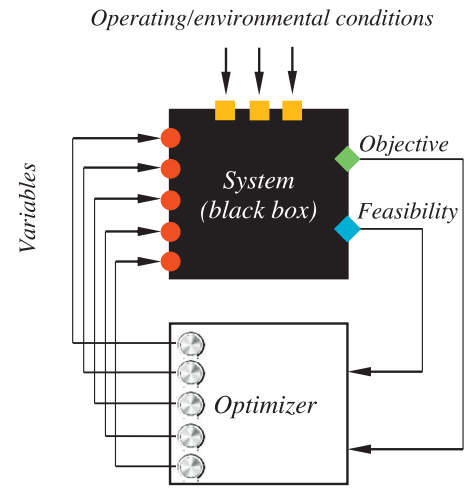 Operating/environmental conditions
Variables
Objective
System
(black box)
Feasibility
Optimizer